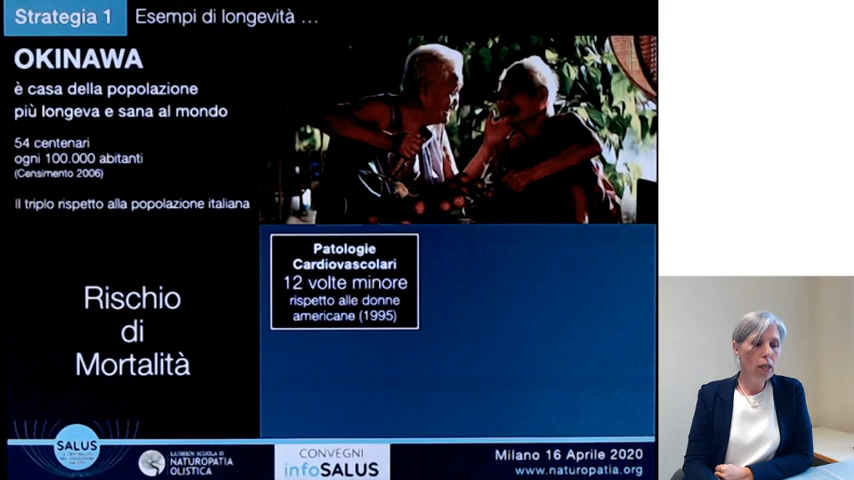 Strategia 1
Esempi di longevità ...
OKINAWA
è casa della popolazione
più longeva e sana al mondo
54 centenari
ogni 100.000 abitanti
(Censimento 2006)
Il triplo rispetto alla popolazione italiana
Patologie
Cardiovascolari
12 volte minore
rispetto alle donne
americane (1995)
Rischio
di
Mortalità
SALUS
SCUOLA DI
NATUROPATIA
OLISTICA
CONVEGNI
infoSALUS
Milano 16 Aprile 2020
www.naturopatia.org